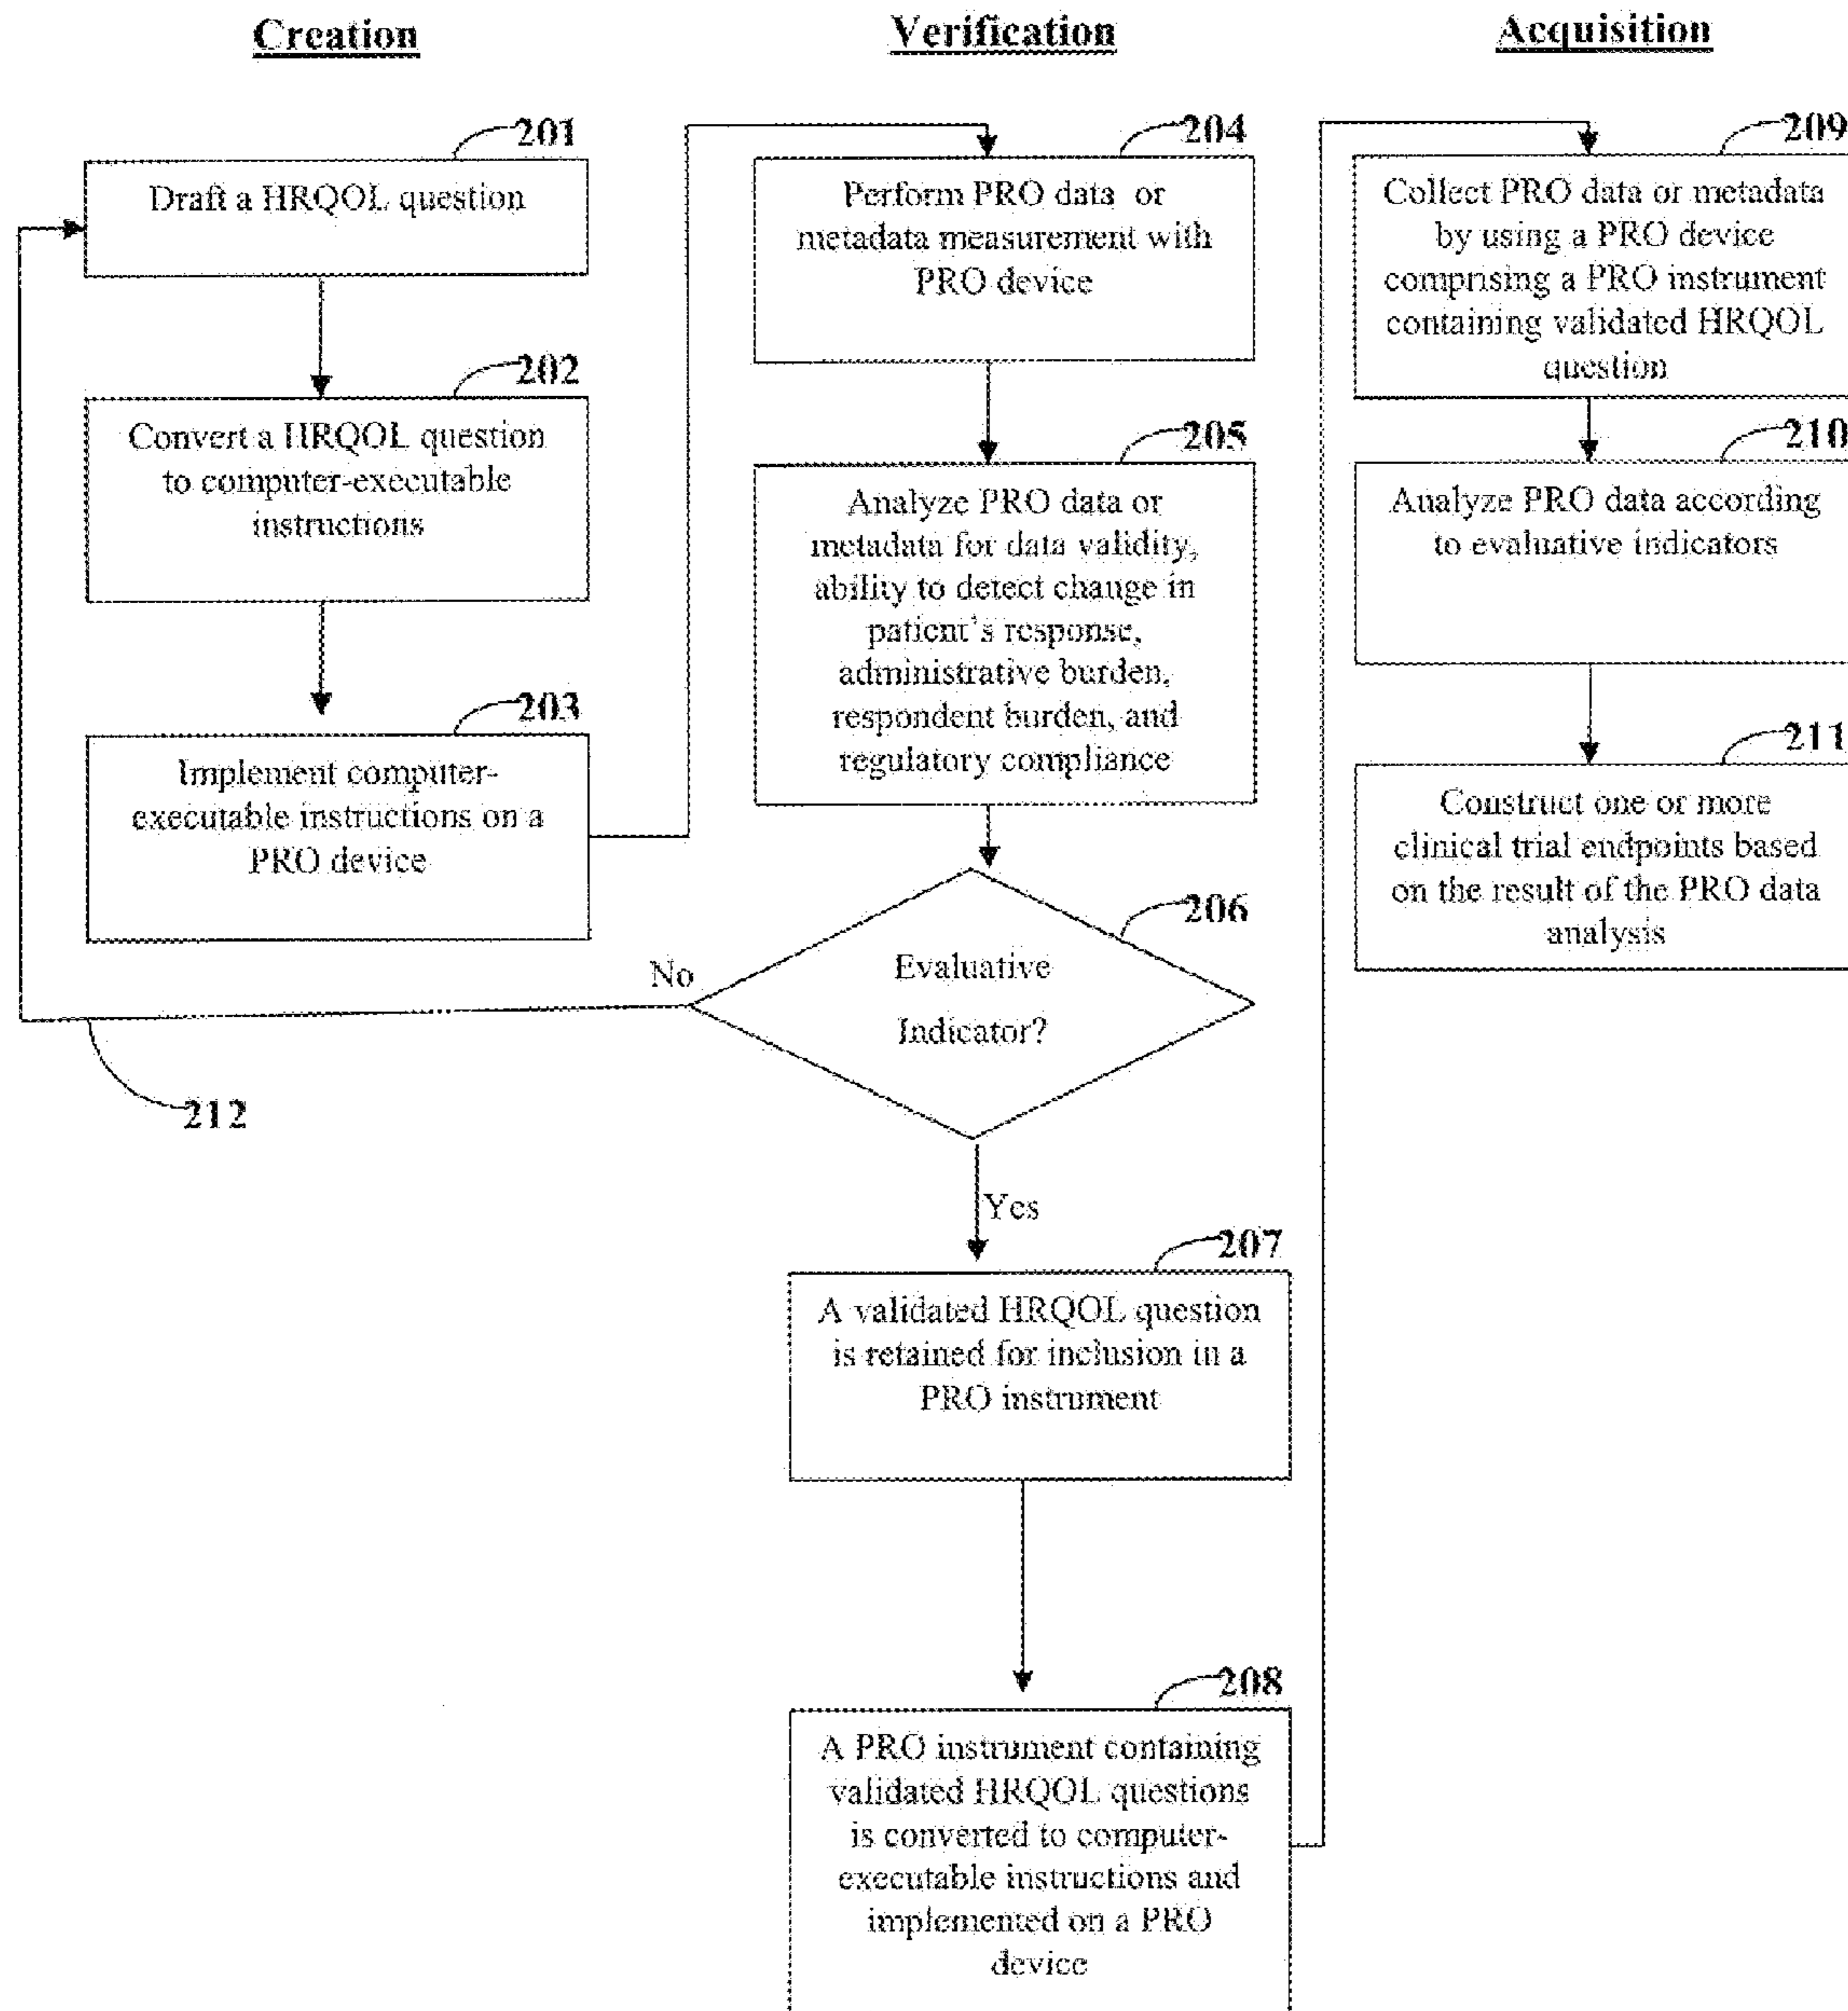 Creation
201
Draft a HRQOL question
202
Convert a HRQOL question
to computer-executable
instructions
203
Implement computer-
executable instructions on a
PRO device
212
Verification
204
Perform PRO data or
metadata measurement with
PRO device
205
Analyze PRO data or
metadata for data validity,
ability to detect change in
patient's response,
administrative burden,
respondent burden, and
regulatory compliance
206
Evaluative
Indicator?
No
Yes
207
A validated HRQOL question
is retained for inclusion in a
PRO instrument
208
A PRO instrument containing
validated HRQOL questions
is converted to computer-
executable instructions and
implemented on a PRO
device
Acquisition
209
Collect PRO data or metadata
by using a PRO device
comprising a PRO instrument
containing validated HRQOL
question
210
Analyze PRO data according
to evaluative indicators
211
Construct one or more
clinical trial endpoints based
on the result of the PRO data
analysis